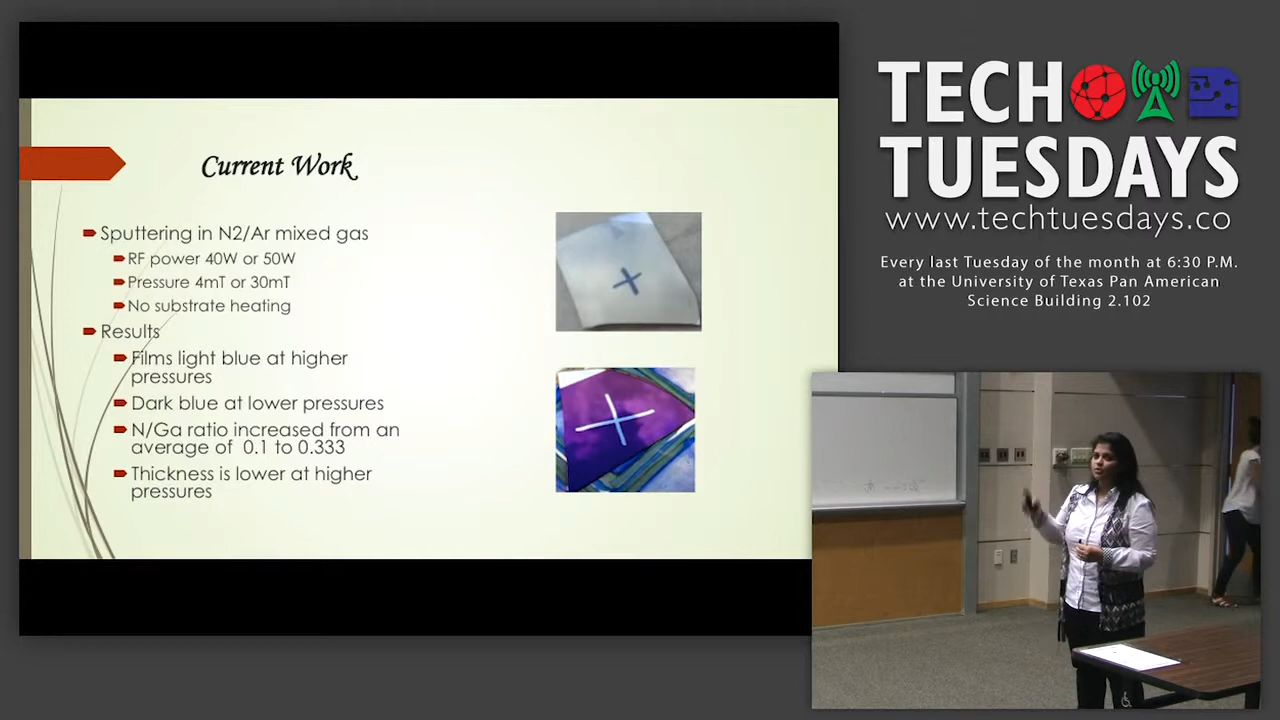 Current Work
Sputtering in N2/Ar mixed gas
RF power 40W or 50W
Pressure 4mT or 30mT
No substrate heating
Results
Films light blue at higher
pressures
Dark blue at lower pressures
N/Ga ratio increased from an
average of 0.1 to 0.333
Thickness is lower at higher
pressures
TECH
TUESDAYS
www.techtuesdays.co
Every last Tuesday of the month at 6:30 P.M.
at the University of Texas Pan American
Science Building 2.102